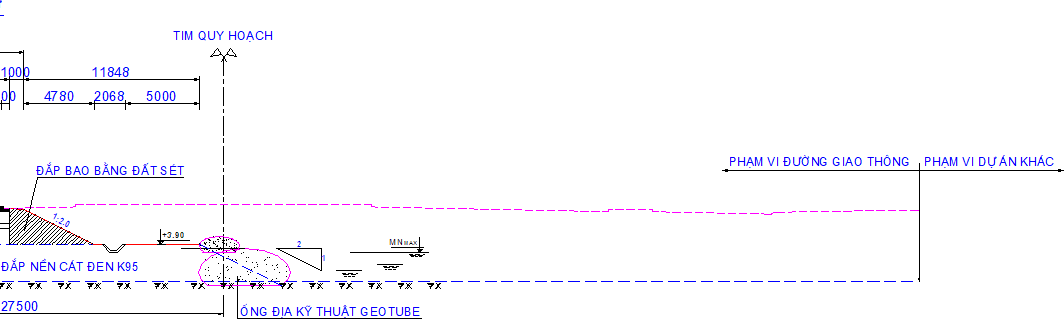 TIM QUY HOẠCH
1000
11848
00
4780
2068
5000
PHẠM VI ĐƯỜNG GIAO THÔNG
PHẠM VI DỰ ÁN KHÁC
ĐẮP BAO BẰNG ĐẤT SÉT
1:2.0
+3.90
MNMAX
2
1
ĐẮP NỀN CÁT ĐEN K95
27500
ỐNG ĐỊA KỸ THUẬT GEOTUBE